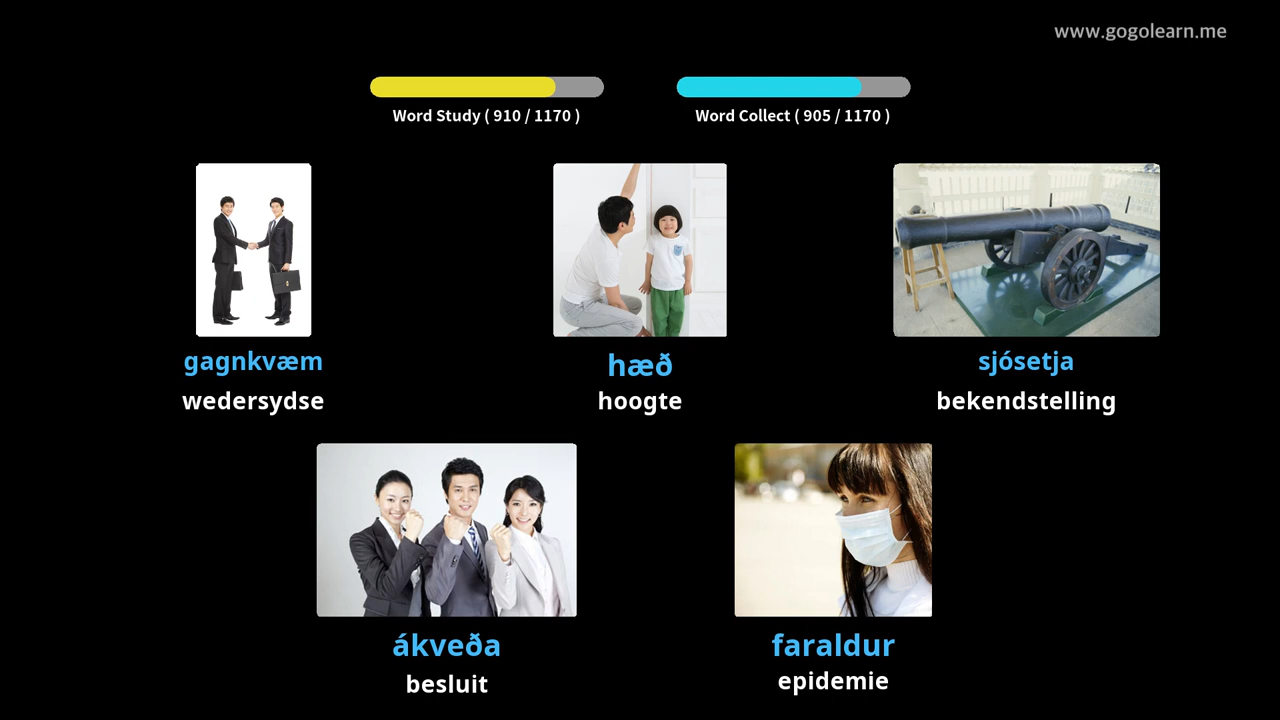 www.gogolearn.me
Word Study ( 910 / 1170 )
Word Collect ( 905 / 1170 )
gagnkvæm
wedersydse
hæð
hoogte
sjósetja
bekendstelling
ákveða
besluit
faraldur
epidemie